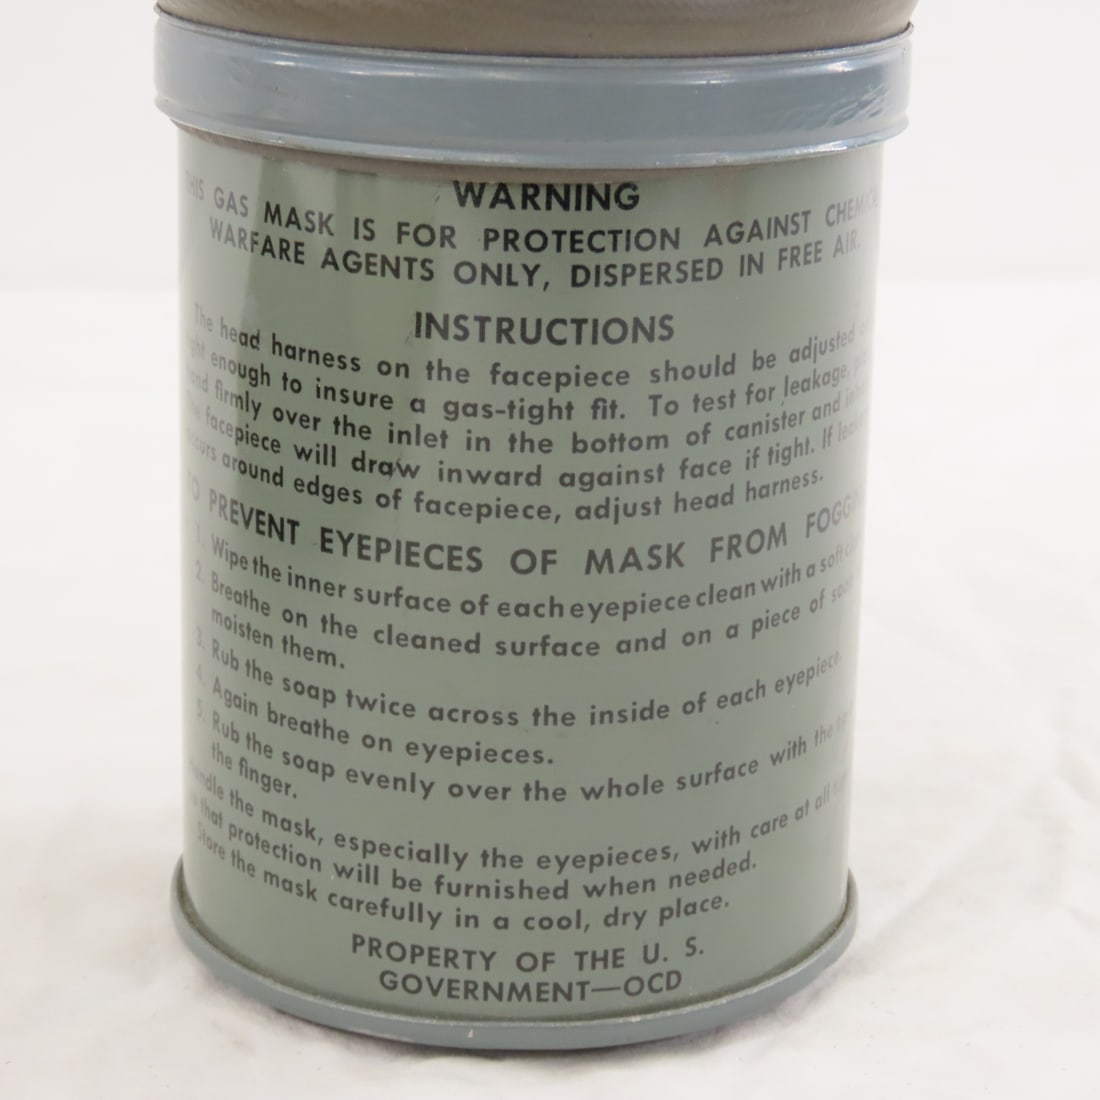 THIS GAS MASK IS FOR PROTECTION AGAINST
WARFARE AGENTS ONLY, DISPERSED IN FREE AIR.
WARNING
INSTRUCTIONS
The head harness on the facepiece should be adjusted
enough to insure a gas-tight fit. To test for leakage,
firmly over the inlet in the bottom of canister and
facepiece will draw inward against face if tight. If
around edges of facepiece, adjust head harness.
PREVENT EYEPIECES OF MASK FROM
1. Wipe the inner surface of each eyepiece clean with a soft
2. Breathe on the cleaned surface and on a piece of
moisten them.
3. Rub the soap twice across the inside of each eyepiece.
4. Again breathe on eyepieces.
5. Rub the soap evenly over the whole surface with the
the finger.
the mask, especially the eyepieces, with care at all
that protection will be furnished when needed.
Store the mask carefully in a cool, dry place.
PROPERTY OF THE U. S.
GOVERNMENT—OCD